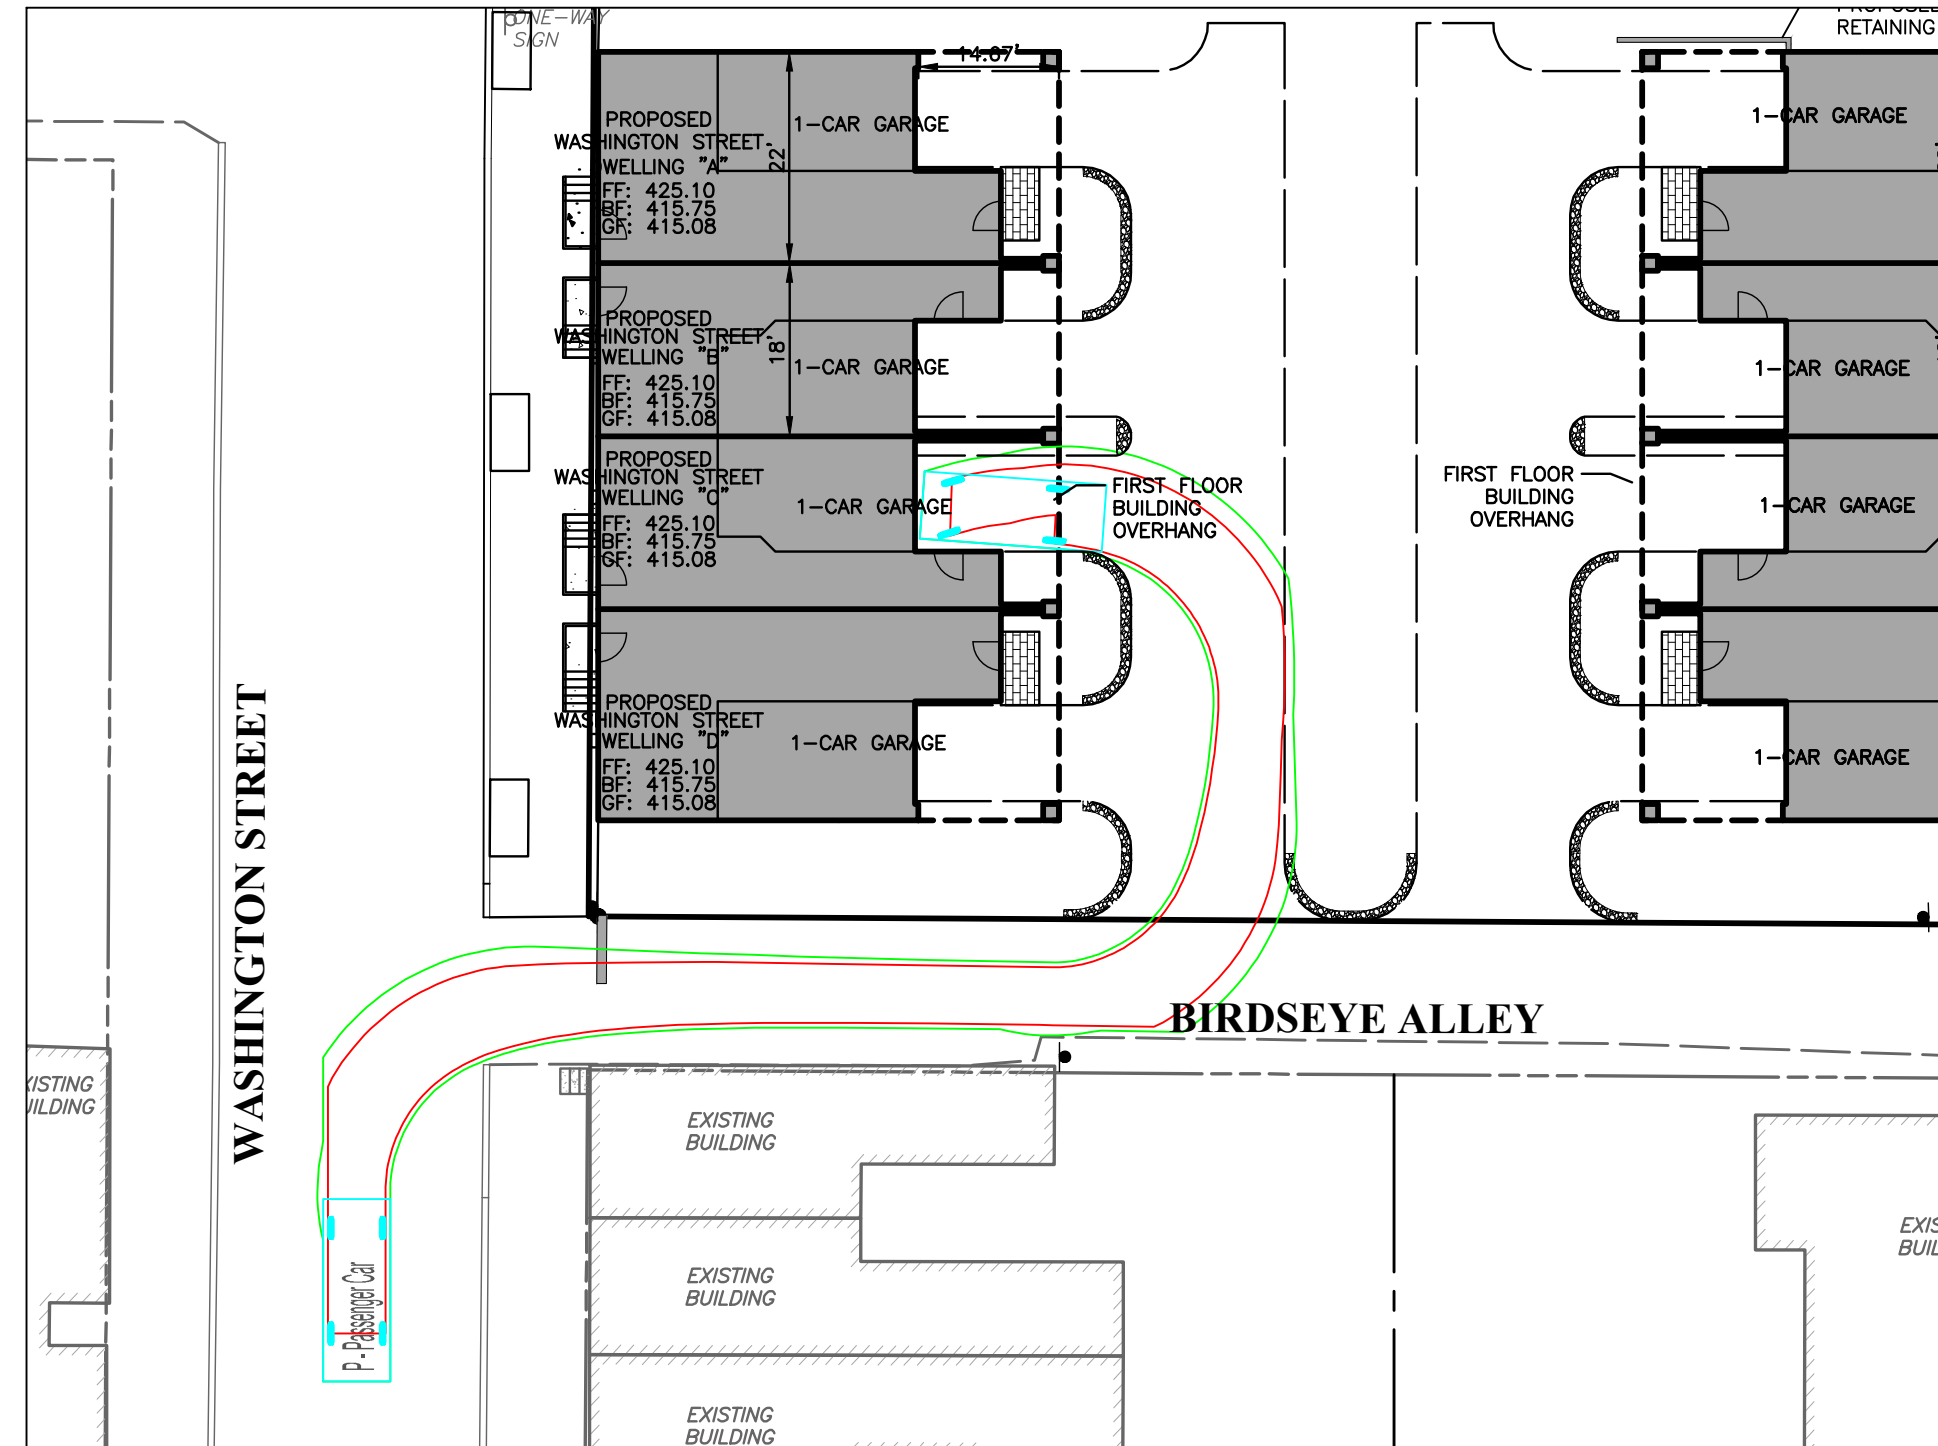 ONE-WAY
SIGN
RETAINING
14.67'
PROPOSED
WASHINGTON STREET
DWELLING "A"
FF: 425.10
BF: 415.75
GF: 415.08
22'
1-CAR GARAGE
1-CAR GARAGE
PROPOSED
WASHINGTON STREET
DWELLING "B"
FF: 425.10
BF: 415.75
GF: 415.08
18'
1-CAR GARAGE
1-CAR GARAGE
PROPOSED
WASHINGTON STREET
DWELLING "C"
FF: 425.10
BF: 415.75
GF: 415.08
1-CAR GARAGE
FIRST FLOOR
BUILDING
OVERHANG
FIRST FLOOR
BUILDING
OVERHANG
1-CAR GARAGE
PROPOSED
WASHINGTON STREET
DWELLING "D"
FF: 425.10
BF: 415.75
GF: 415.08
1-CAR GARAGE
1-CAR GARAGE
WASHINGTON STREET
BIRDSEYE ALLEY
XISTING
UILDING
EXISTING
BUILDING
EXISTING
BUILDING
EXIS
BUIL
P - Passenger Car
EXISTING
BUILDING